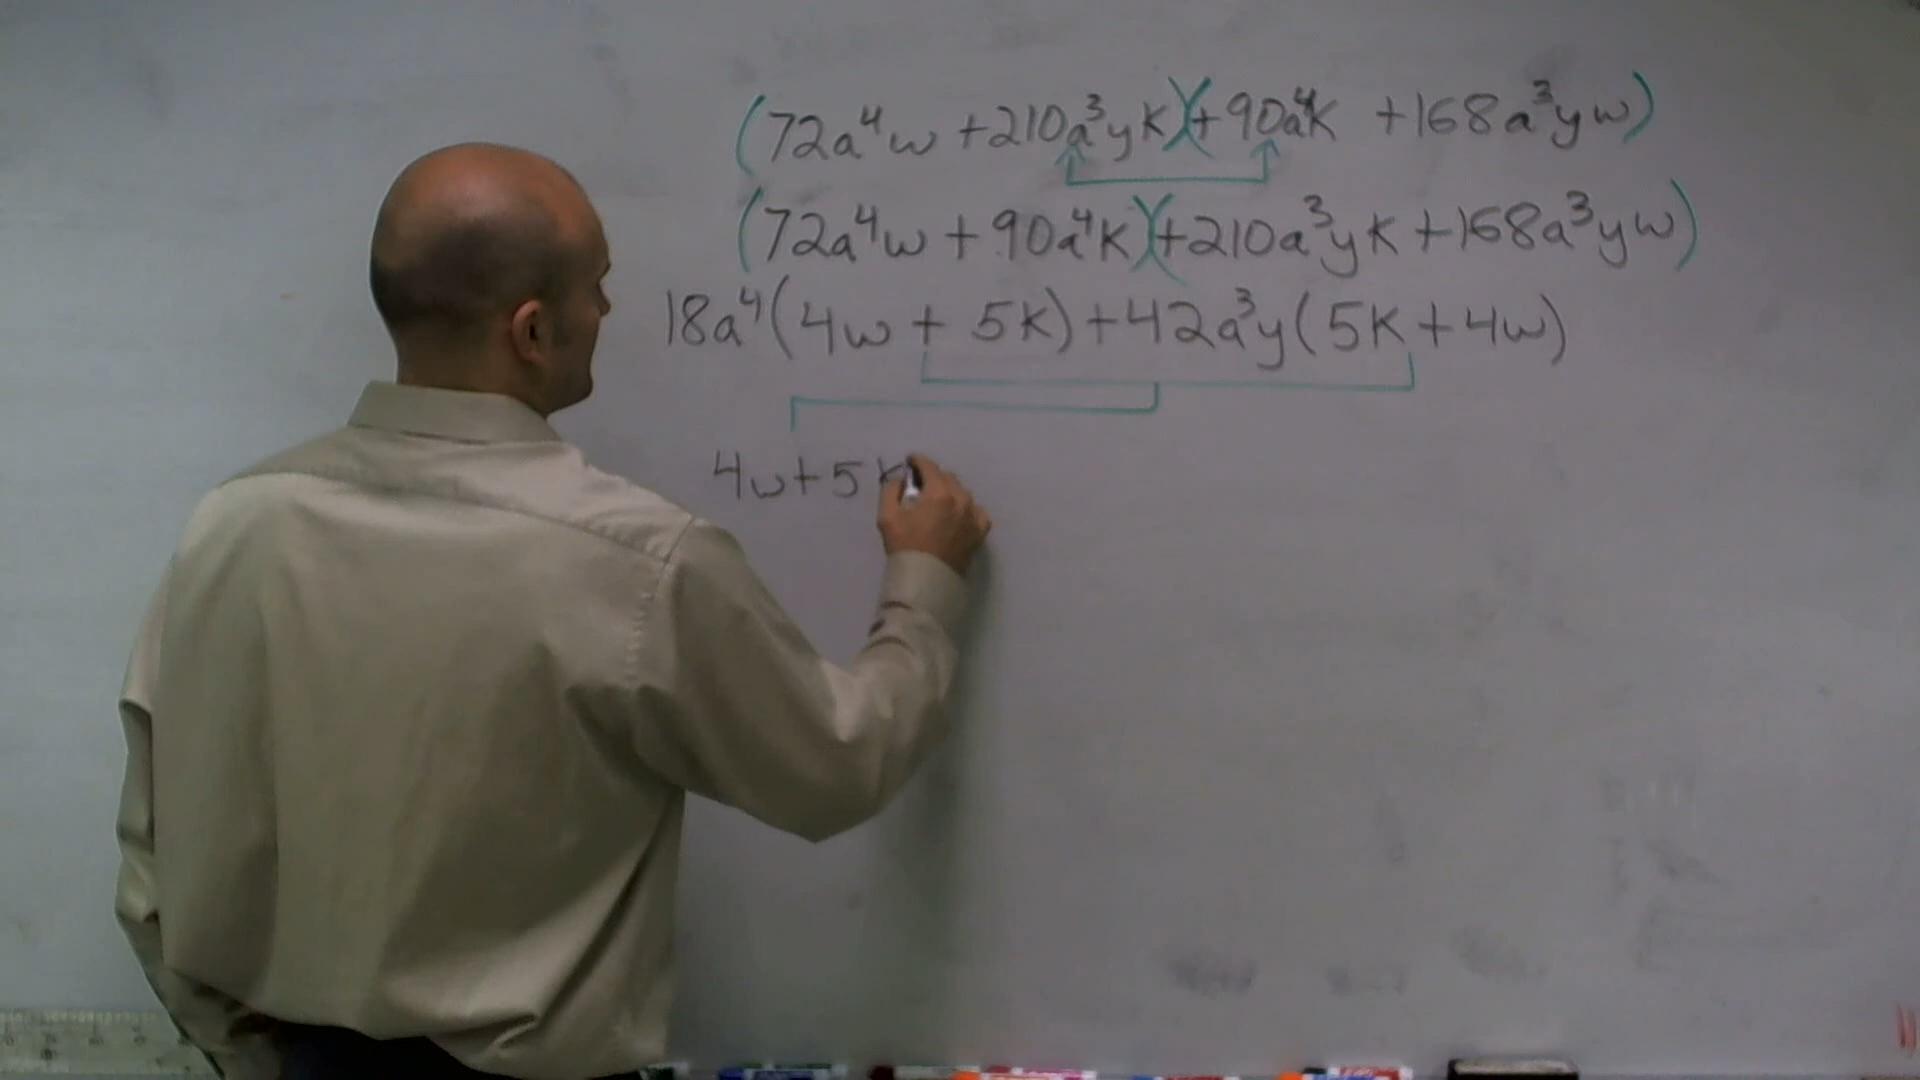 (72a⁴w + 210a³yk)(+ 90a⁴k + 168a³yw)
(72a⁴w + 90a⁴k)(+ 210a³yk + 168a³yw)
18a⁴(4w + 5k) + 42a³y(5k + 4w)
4w + 5k